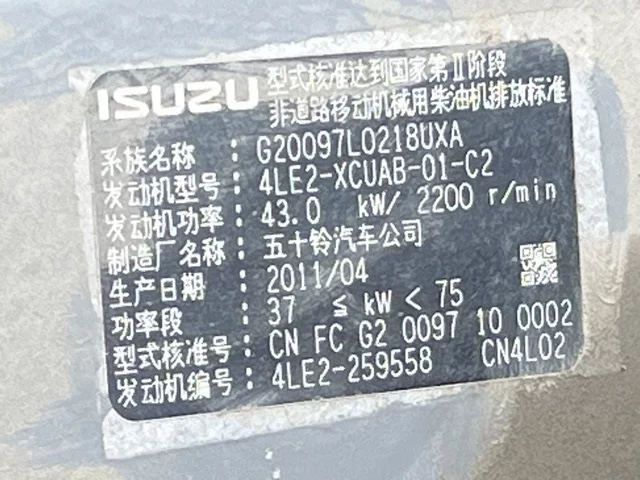 ISUZU 型式核准达到国家第Ⅱ阶段
非道路移动机械用柴油机排放标准
系族名称 : G20097L0218UXA
发动机型号 : 4LE2-XCUAB-01-C2
发动机功率 : 43.0 kW/ 2200 r/min
制造厂名称 : 五十铃汽车公司
生产日期 : 2011/04
功率段 : 37 ≤ kW < 75
型式核准号 : CN FC G2 0097 10 0002
发动机编号 : 4LE2-259558 CN4L02